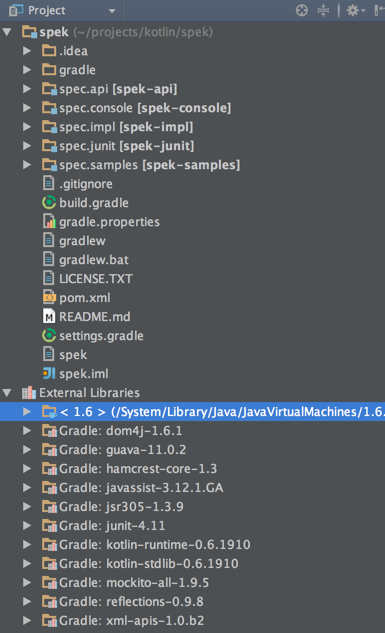 Project
spek (~/projects/kotlin/spek)
.idea
gradle
spec.api [spek-api]
spec.console [spek-console]
spec.impl [spek-impl]
spec.junit [spek-junit]
spec.samples [spek-samples]
.gitignore
build.gradle
gradle.properties
gradlew
gradlew.bat
LICENSE.TXT
pom.xml
README.md
settings.gradle
spek
spek.iml
External Libraries
< 1.6 > (/System/Library/Java/JavaVirtualMachines/1.6.
Gradle: dom4j-1.6.1
Gradle: guava-11.0.2
Gradle: hamcrest-core-1.3
Gradle: javassist-3.12.1.GA
Gradle: jsr305-1.3.9
Gradle: junit-4.11
Gradle: kotlin-runtime-0.6.1910
Gradle: kotlin-stdlib-0.6.1910
Gradle: mockito-all-1.9.5
Gradle: reflections-0.9.8
Gradle: xml-apis-1.0.b2